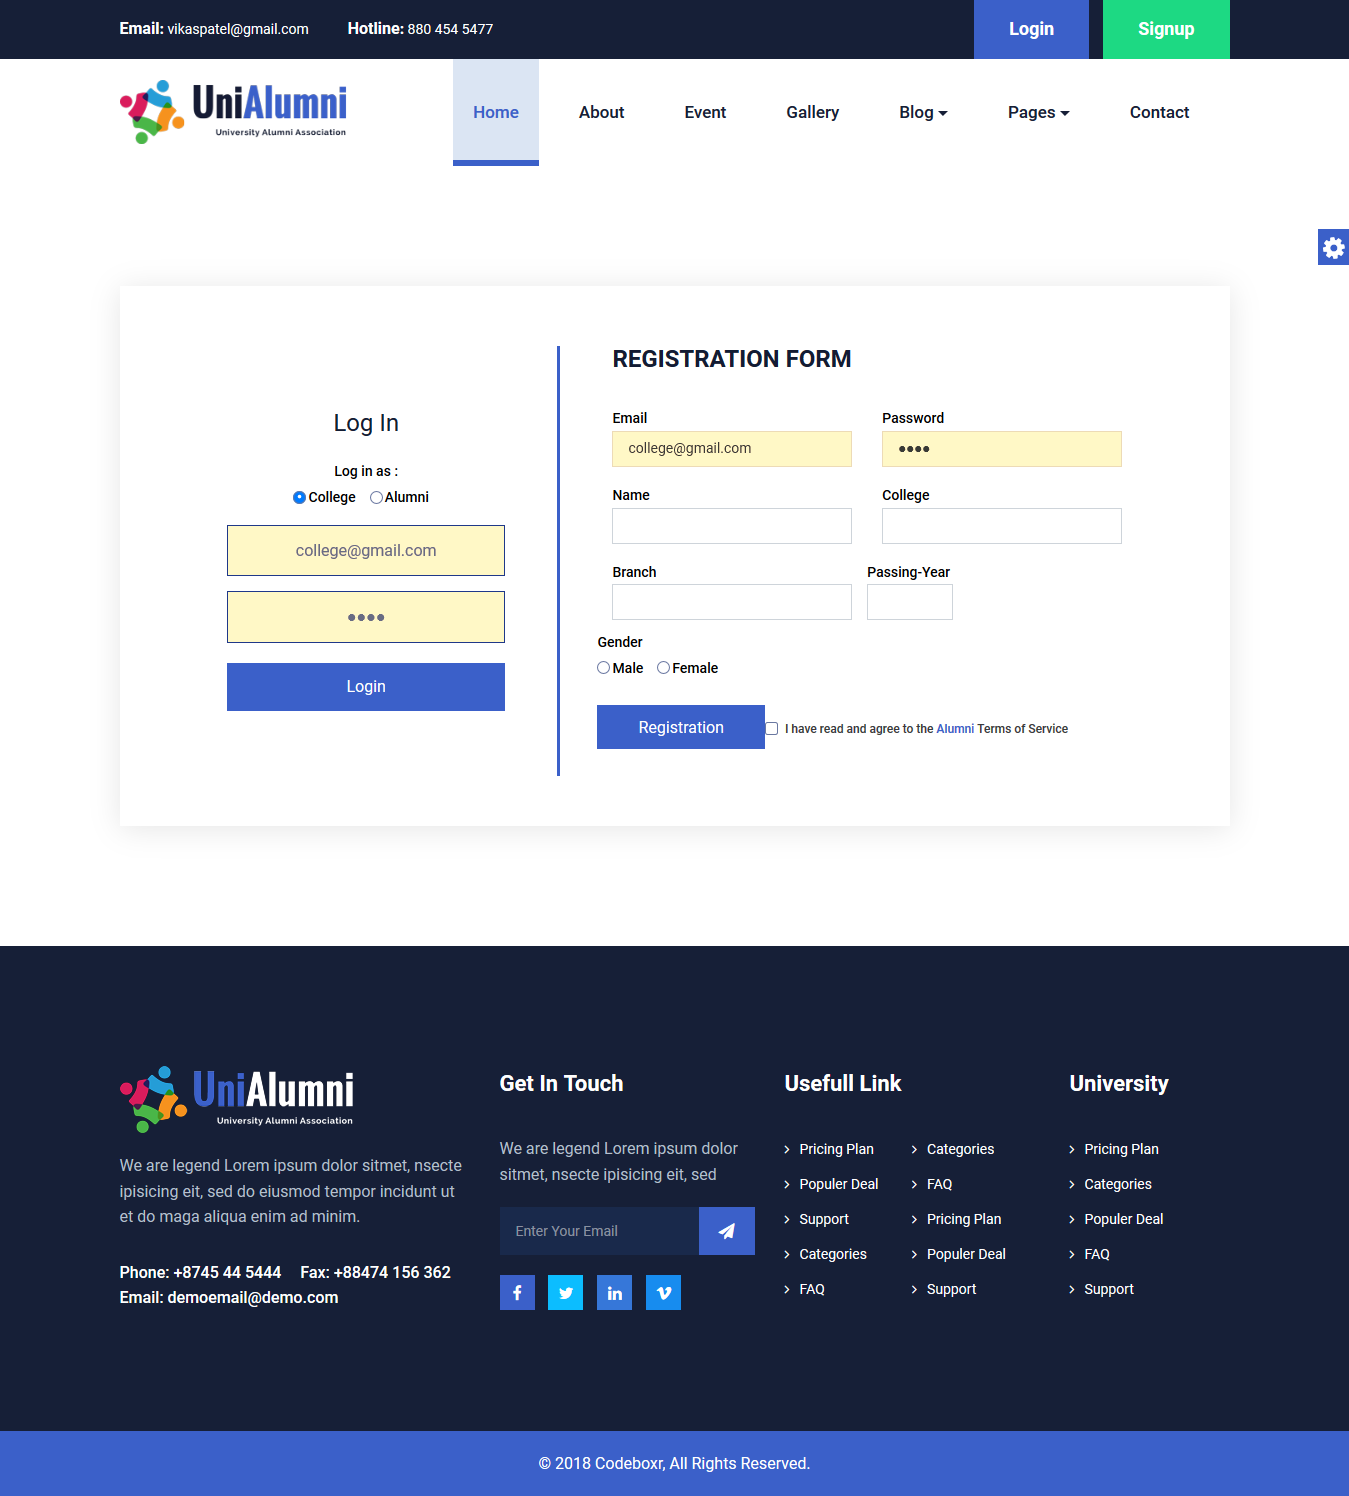 Email: vikaspatel@gmail.com Hotline: 880 454 5477 Login Signup
UniAlumni
University Alumni Association
Home About Event Gallery Blog Pages Contact
REGISTRATION FORM
Log In
Log in as :
College Alumni
college@gmail.com
••••
Login
Email Password
college@gmail.com ••••
Name College
Branch Passing-Year
Gender
Male Female
Registration I have read and agree to the Alumni Terms of Service
UniAlumni
University Alumni Association
We are legend Lorem ipsum dolor sitmet, nsecte
ipisicing eit, sed do eiusmod tempor incidunt ut
et do maga aliqua enim ad minim.
Phone: +8745 44 5444 Fax: +88474 156 362
Email: demoemail@demo.com
Get In Touch
We are legend Lorem ipsum dolor
sitmet, nsecte ipisicing eit, sed
Enter Your Email
Usefull Link
Pricing Plan Categories
Populer Deal FAQ
Support Pricing Plan
Categories Populer Deal
FAQ Support
University
Pricing Plan
Categories
Populer Deal
FAQ
Support
© 2018 Codeboxr, All Rights Reserved.